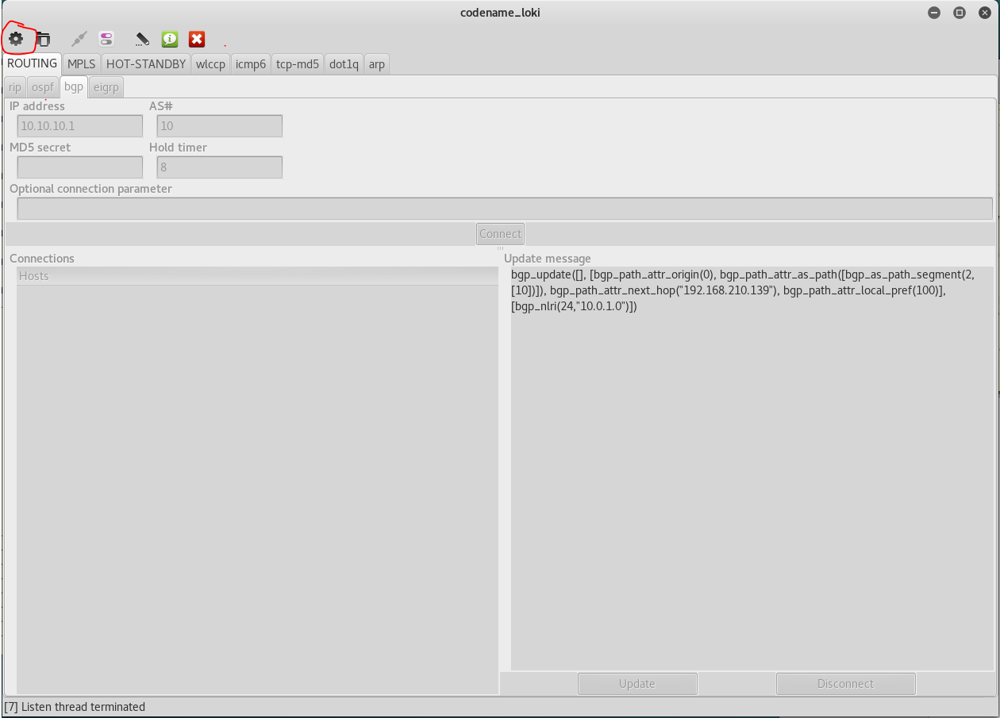 codename_loki
ROUTING MPLS HOT-STANDBY wlccp icmp6 tcp-md5 dot1q arp
rip ospf bgp eigrp
IP address AS#
10.10.10.1 10
MD5 secret Hold timer
8
Optional connection parameter
Connect
Connections
Hosts
Update message
bgp_update([], [bgp_path_attr_origin(0), bgp_path_attr_as_path([bgp_as_path_segment(2,
[10])]), bgp_path_attr_next_hop("192.168.210.139"), bgp_path_attr_local_pref(100)],
[bgp_nlri(24,"10.0.1.0")])
Update Disconnect
[7] Listen thread terminated